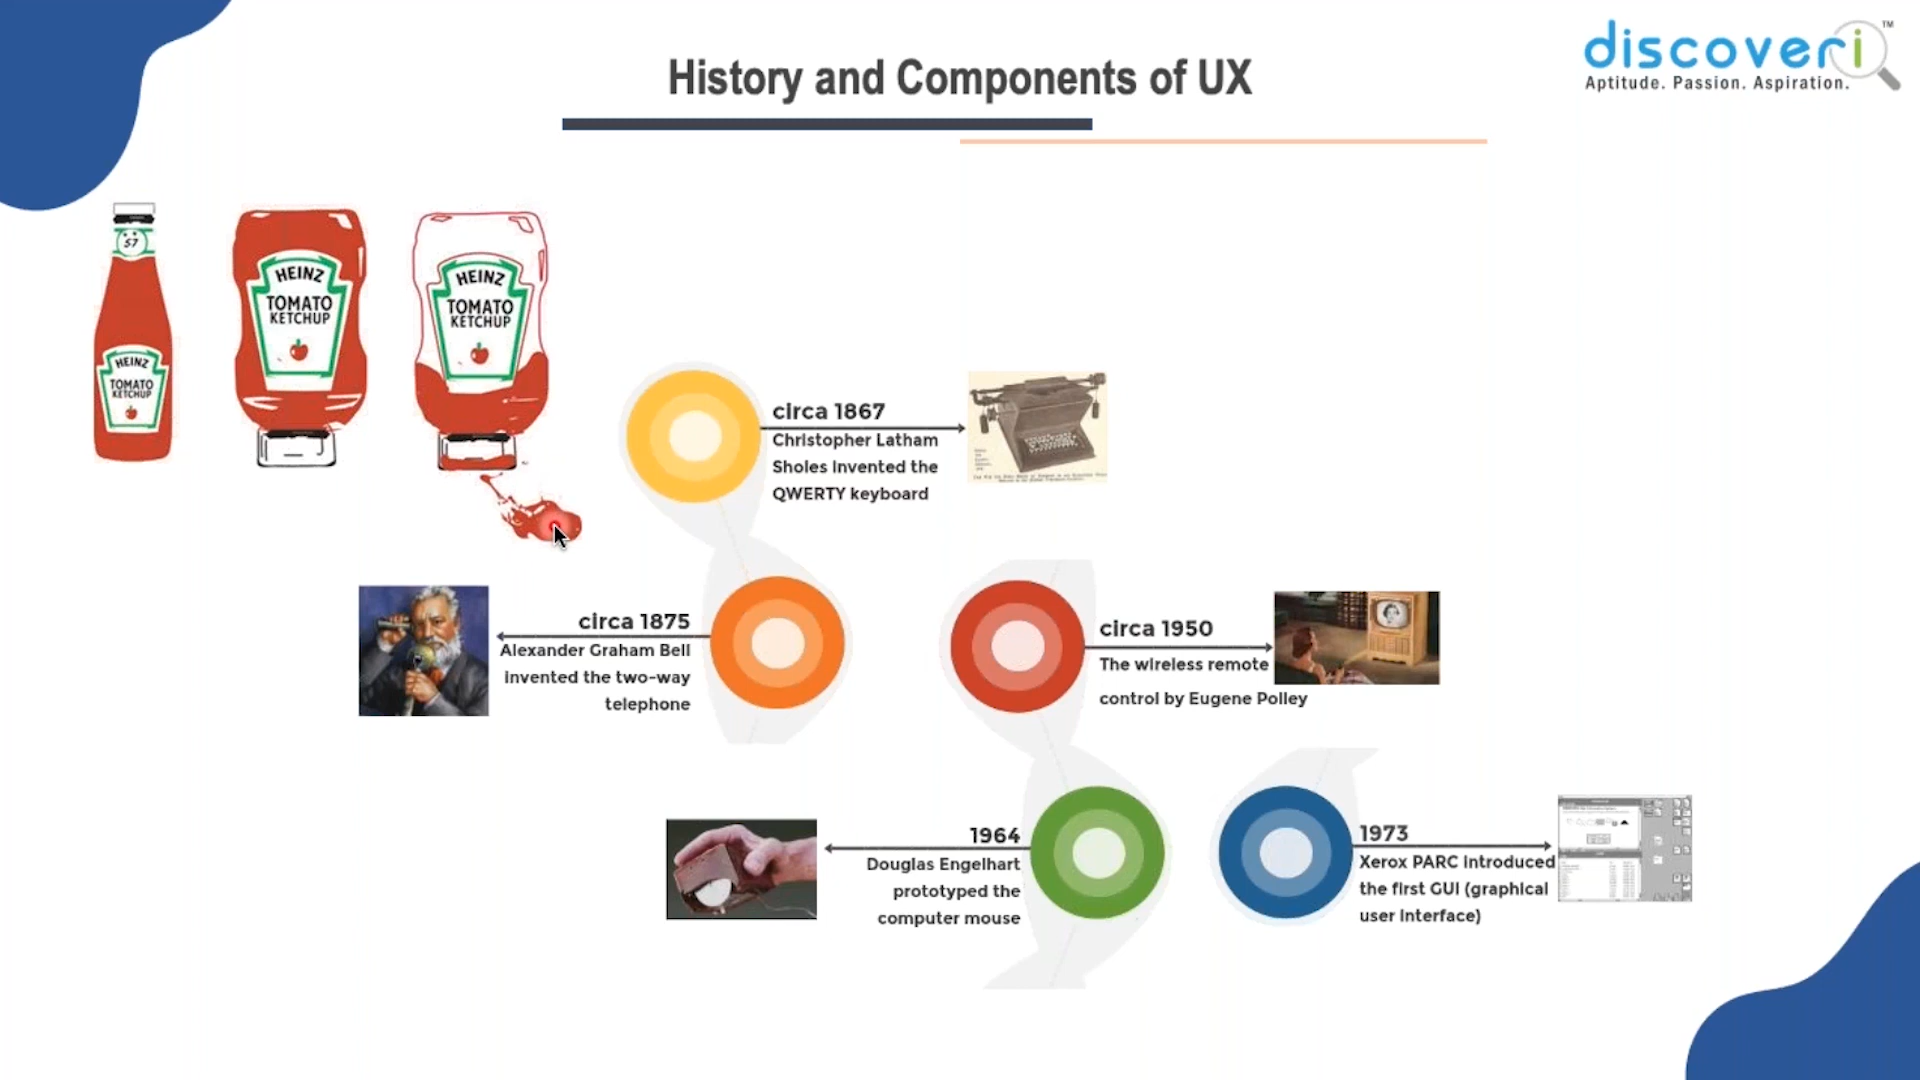 History and Components of UX
discoveri
TM
Aptitude. Passion. Aspiration.
57
HEINZ
TOMATO
KETCHUP
HEINZ
TOMATO
KETCHUP
HEINZ
TOMATO
KETCHUP
circa 1867
Christopher Latham
Sholes invented the
QWERTY keyboard
circa 1875
Alexander Graham Bell
invented the two-way
telephone
circa 1950
The wireless remote
control by Eugene Polley
1964
Douglas Engelhart
prototyped the
computer mouse
1973
Xerox PARC introduced
the first GUI (graphical
user interface)